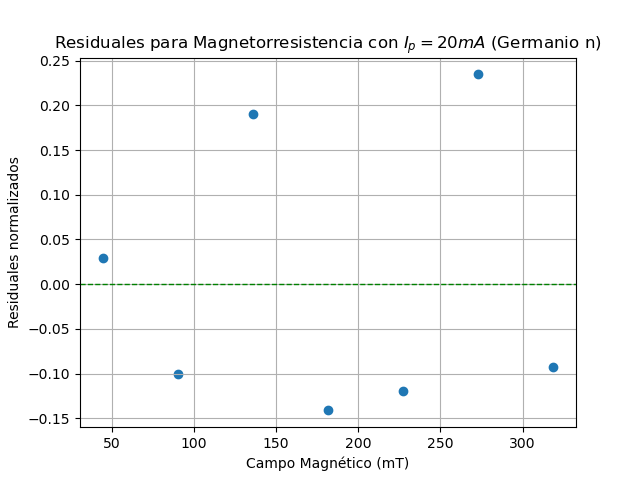 Residuales para Magnetorresistencia con I_p = 20mA (Germanio n)
Residuales normalizados
0.25
0.20
0.15
0.10
0.05
0.00
−0.05
−0.10
−0.15
50 100 150 200 250 300
Campo Magnético (mT)